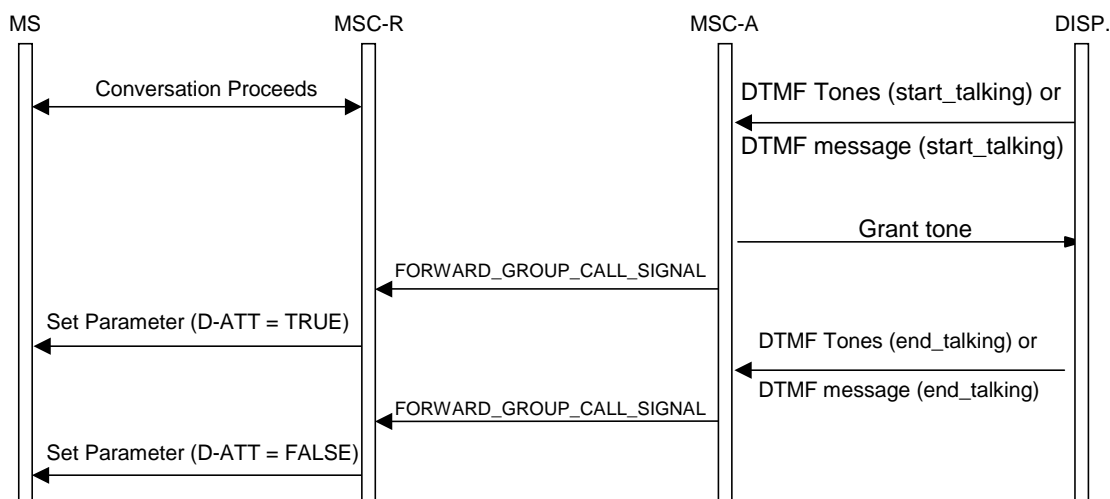 MS
MSC-R
MSC-A
DISP.
Conversation Proceeds
DTMF Tones (start_talking) or
DTMF message (start_talking)
Grant tone
FORWARD_GROUP_CALL_SIGNAL
Set Parameter (D-ATT = TRUE)
DTMF Tones (end_talking) or
DTMF message (end_talking)
FORWARD_GROUP_CALL_SIGNAL
Set Parameter (D-ATT = FALSE)